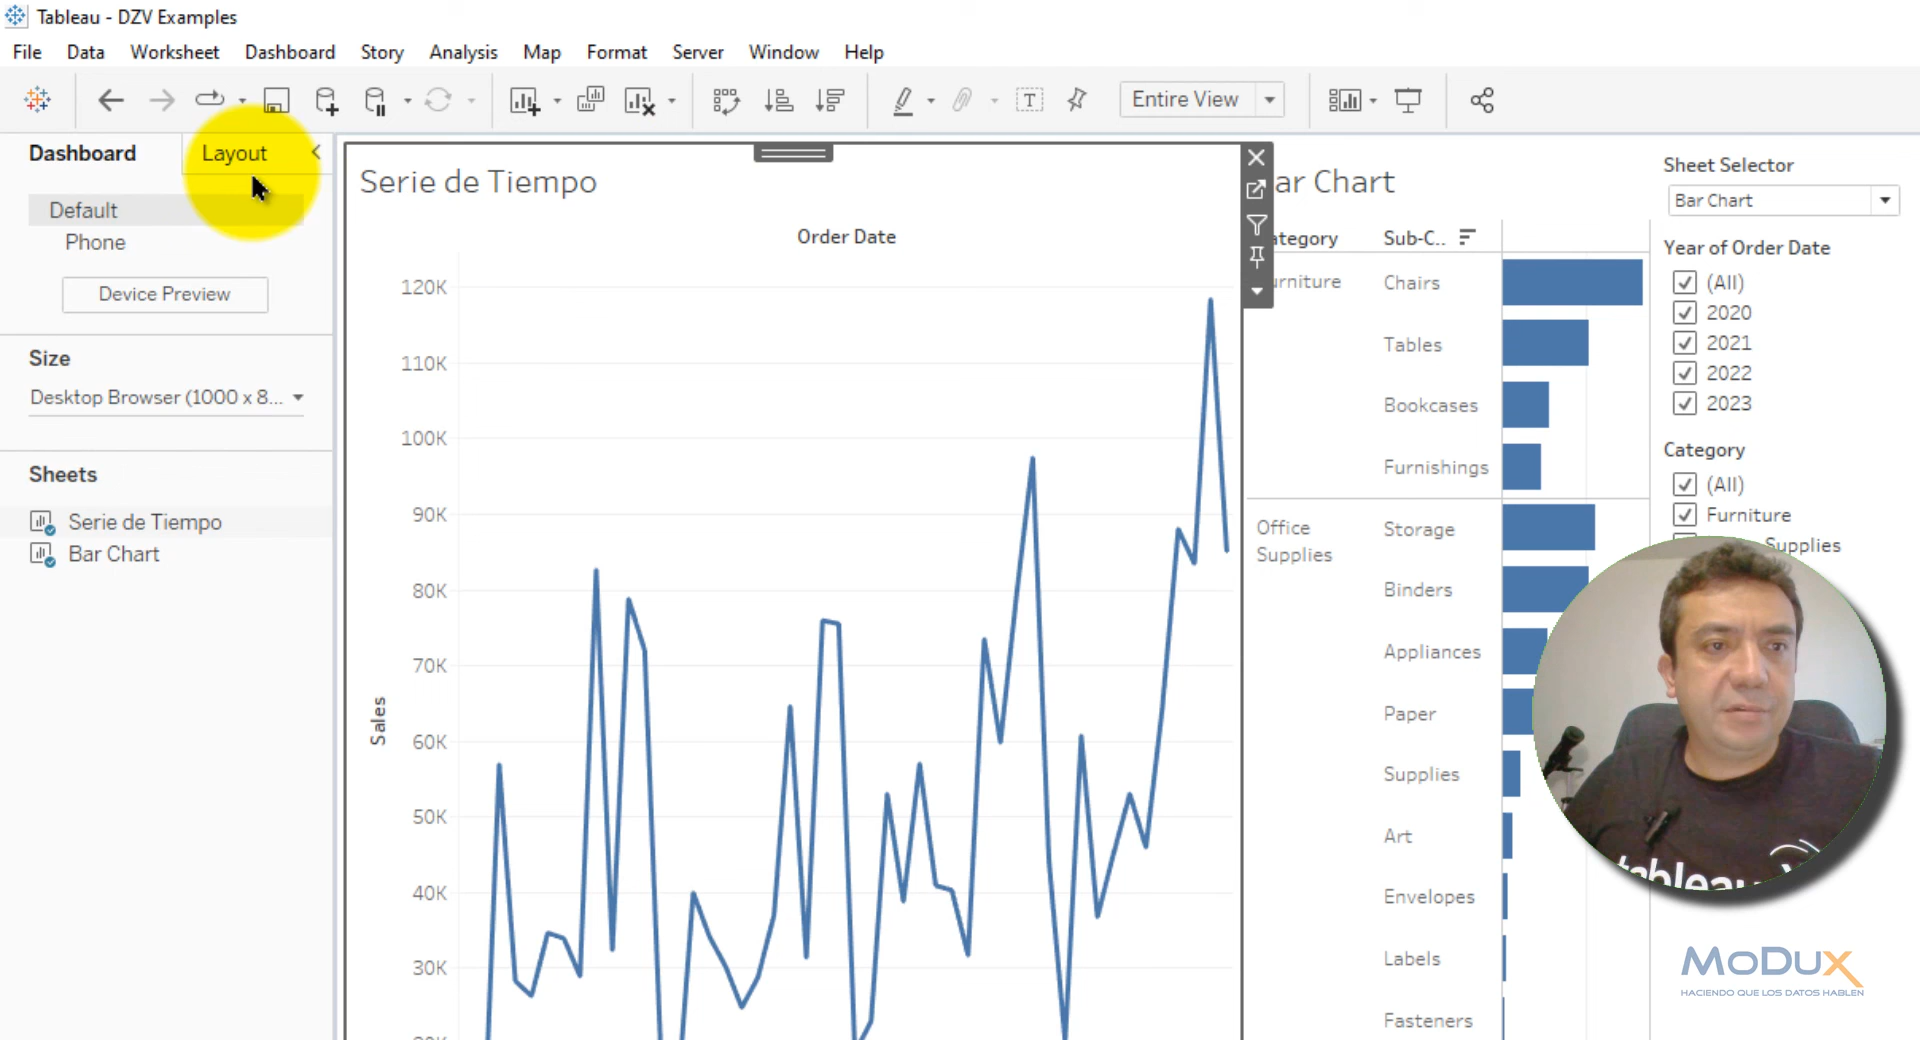 Tableau - DZV Examples
File Data Worksheet Dashboard Story Analysis Map Format Server Window Help
Entire View
Dashboard
Layout
Default
Phone
Device Preview
Size
Desktop Browser (1000 x 8...
Sheets
Serie de Tiempo
Bar Chart
Serie de Tiempo
Order Date
120K
110K
100K
90K
80K
70K
60K
50K
40K
30K
Sales
ar Chart
ategory Sub-C..
urniture
Chairs
Tables
Bookcases
Furnishings
Office
Supplies
Storage
Binders
Appliances
Paper
Supplies
Art
Envelopes
Labels
Fasteners
Sheet Selector
Bar Chart
Year of Order Date
(All)
2020
2021
2022
2023
Category
(All)
Furniture
Supplies
tableau
MODUX
HACIENDO QUE LOS DATOS HABLEN